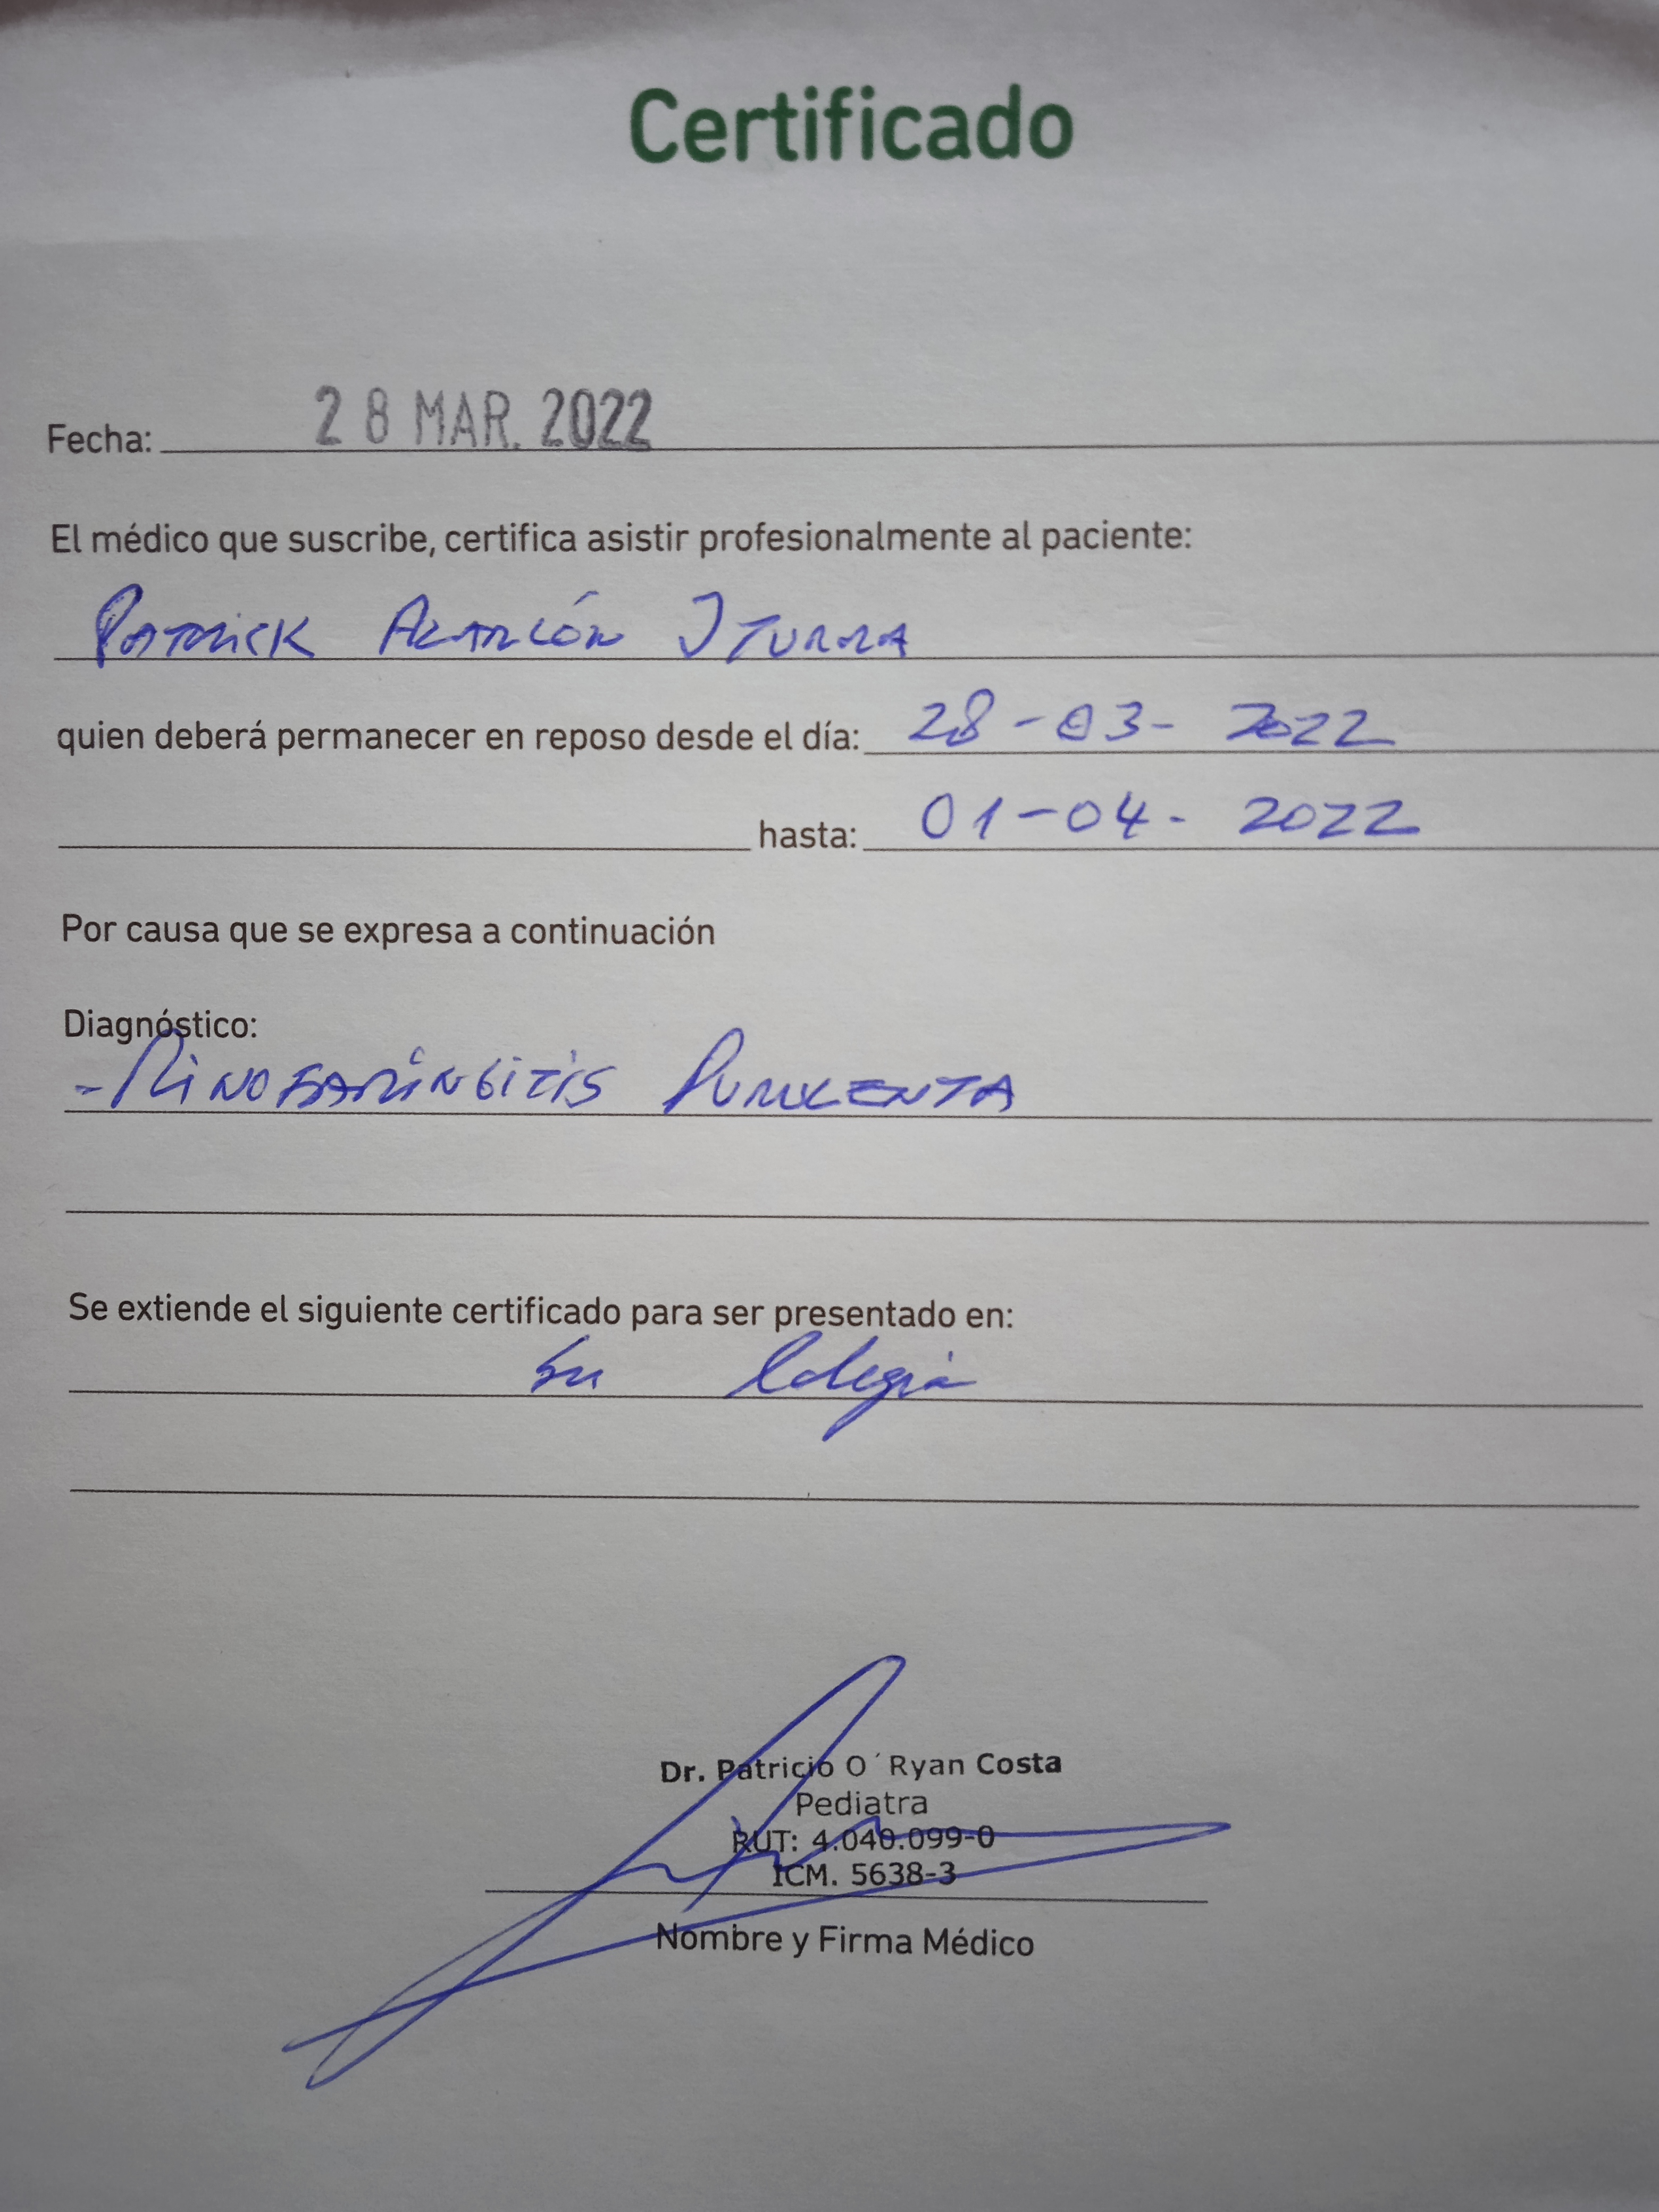 Certificado
Fecha: 28 MAR. 2022
El médico que suscribe, certifica asistir profesionalmente al paciente:
PATRICK ALARCÓN ITURRA
quien deberá permanecer en reposo desde el día: 28-03-2022
hasta: 01-04-2022
Por causa que se expresa a continuación
Diagnóstico:
- RINOFARINGITIS PURULENTA
Se extiende el siguiente certificado para ser presentado en:
su Colegio
Dr. Patricio O´Ryan Costa
Pediatra
RUT: 4.040.099-0
ICM. 5638-3
Nombre y Firma Médico